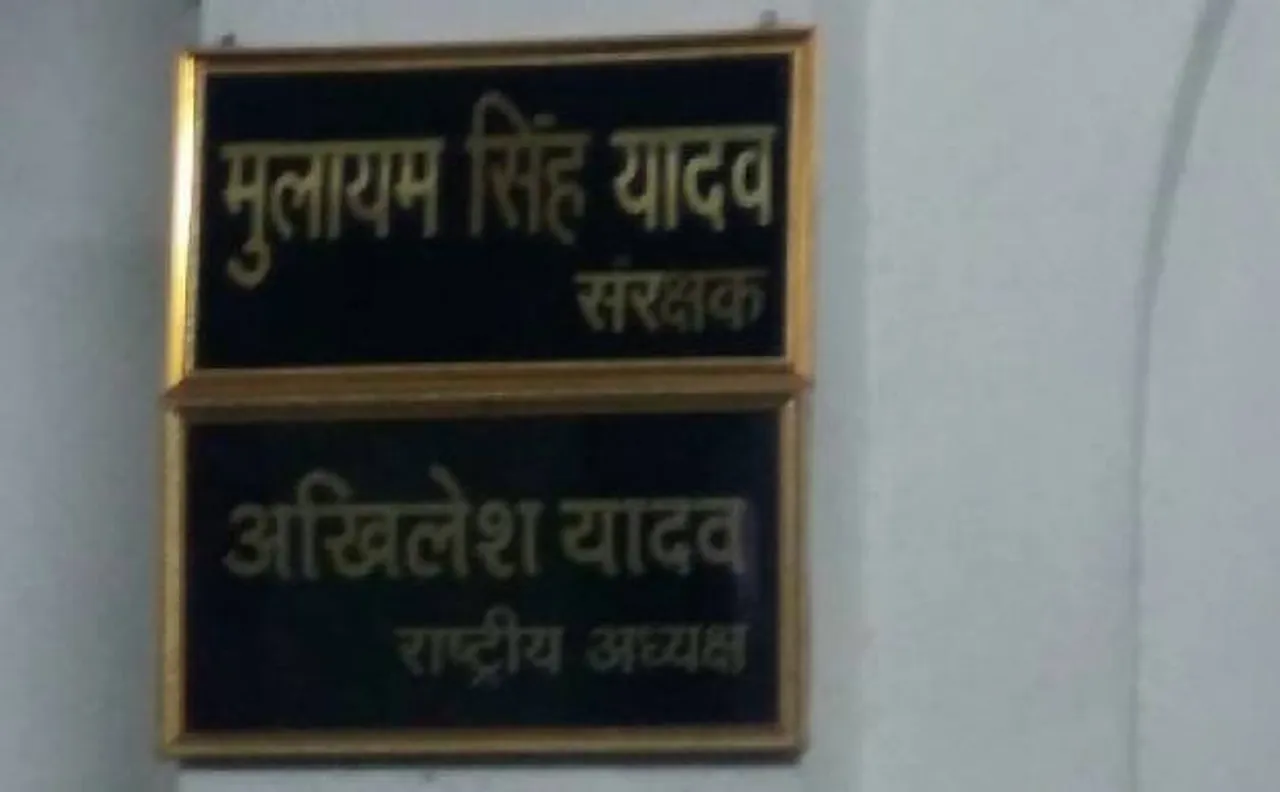 मुलायम सिंह यादव
संरक्षक
अखिलेश यादव
राष्ट्रीय अध्यक्ष